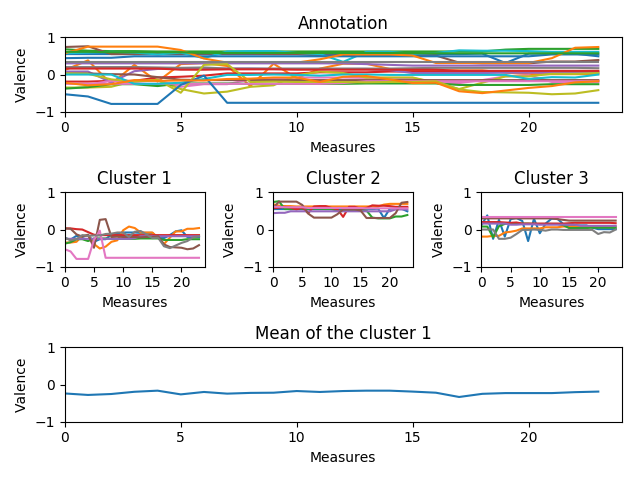 Annotation
1
0
−1
Valence
0 5 10 15 20
Measures
Cluster 1 Cluster 2 Cluster 3
1 1 1
0 0 0
−1 −1 −1
Valence Valence Valence
0 5 10 15 20 0 5 10 15 20 0 5 10 15 20
Measures Measures Measures
Mean of the cluster 1
1
0
−1
Valence
0 5 10 15 20
Measures